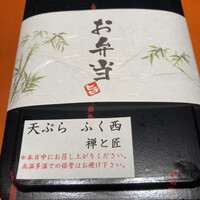 お弁当
天ぷら ふく西
禅と匠
※本日中にお召し上がりください。
高温多湿での保管はお避け下さい。